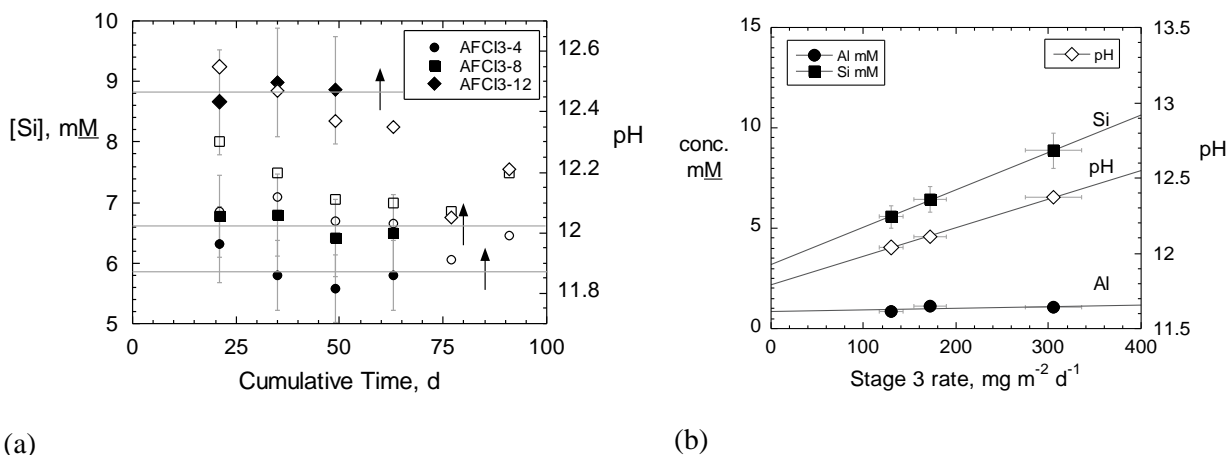 10
9
8
7
6
5
[Si], mM
0
25
50
75
100
Cumulative Time, d
12.6
12.4
12.2
12
11.8
pH
AFCI3-4
AFCI3-8
AFCI3-12
(a)
15
10
5
0
conc.
mM
Al mM
Si mM
pH
Si
pH
Al
0
100
200
300
400
Stage 3 rate, mg m⁻² d⁻¹
13.5
13
12.5
12
11.5
pH
(b)